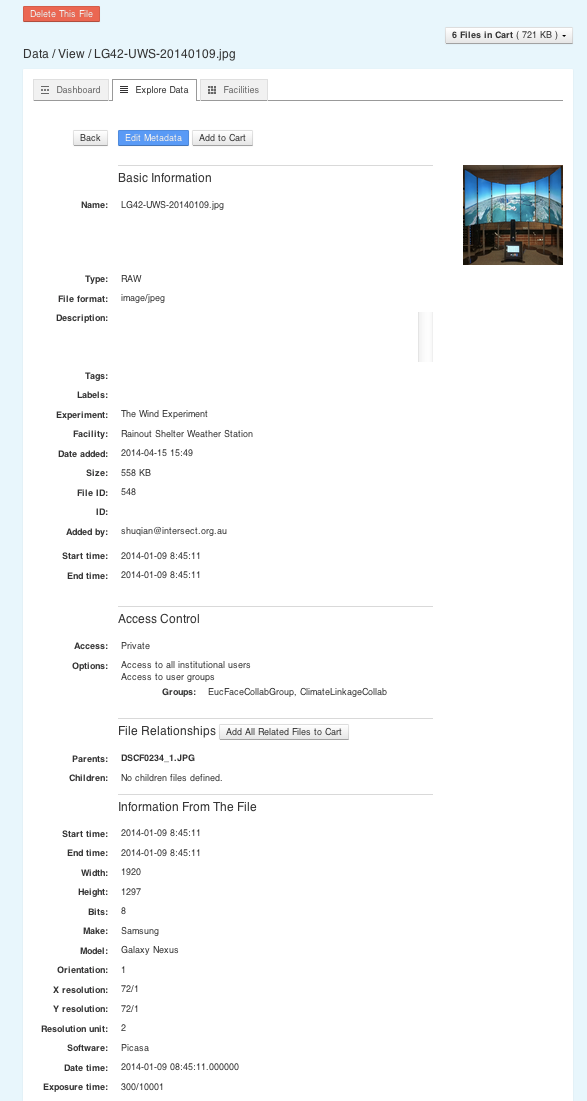 Delete This File
6 Files in Cart ( 721 KB )
Data / View / LG42-UWS-20140109.jpg
Dashboard Explore Data Facilities
Back Edit Metadata Add to Cart
Basic Information
Name: LG42-UWS-20140109.jpg
Type: RAW
File format: image/jpeg
Description:
Tags:
Labels:
Experiment: The Wind Experiment
Facility: Rainout Shelter Weather Station
Date added: 2014-04-15 15:49
Size: 558 KB
File ID: 548
ID:
Added by: shuqian@intersect.org.au
Start time: 2014-01-09 8:45:11
End time: 2014-01-09 8:45:11
Access Control
Access: Private
Options: Access to all institutional users
Access to user groups
Groups: EucFaceCollabGroup, ClimateLinkageCollab
File Relationships Add All Related Files to Cart
Parents: DSCF0234_1.JPG
Children: No children files defined.
Information From The File
Start time: 2014-01-09 8:45:11
End time: 2014-01-09 8:45:11
Width: 1920
Height: 1297
Bits: 8
Make: Samsung
Model: Galaxy Nexus
Orientation: 1
X resolution: 72/1
Y resolution: 72/1
Resolution unit: 2
Software: Picasa
Date time: 2014-01-09 08:45:11.000000
Exposure time: 300/10001